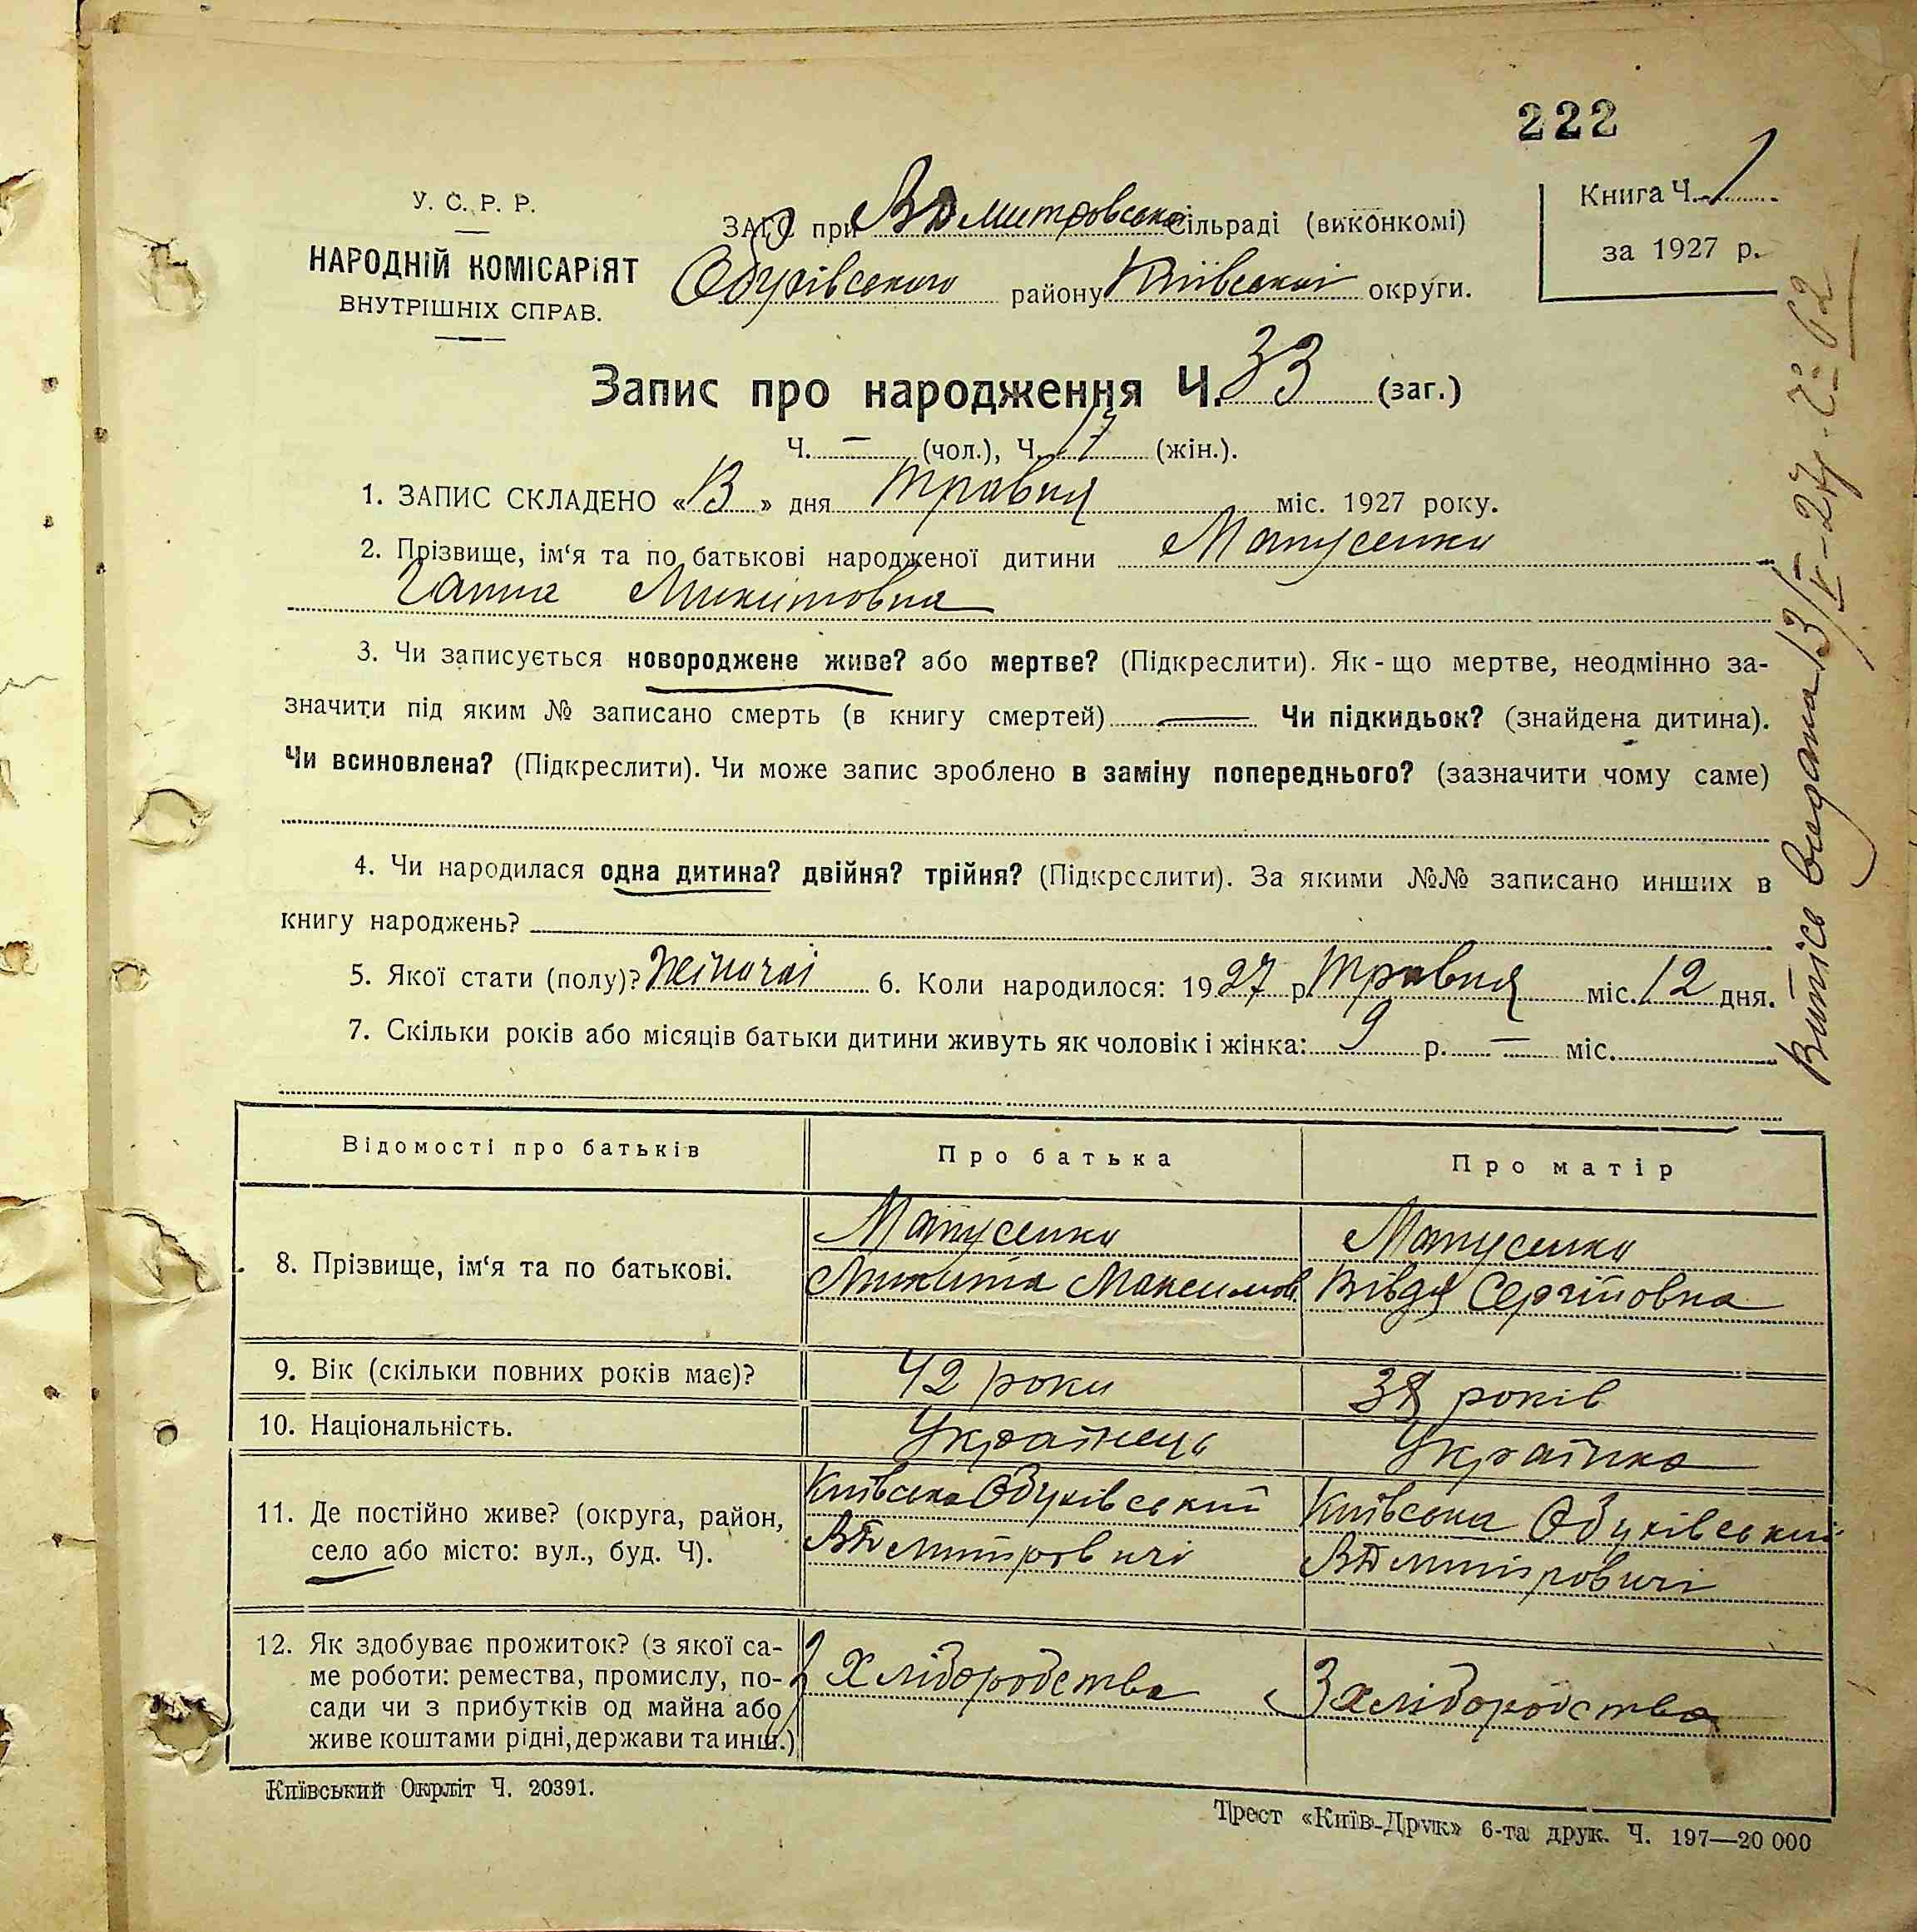 222
У. С. Р. Р.
НАРОДНІЙ КОМІСАРІЯТ
ВНУТРІШНІХ СПРАВ.
ЗАГС при В Дмитровській сільраді (виконкомі)
Обухівського району Київської округи.
Книга Ч. 1
за 1927 р.
Запис про народження Ч. 33 (заг.)
Ч. — (чол.), Ч. 17 (жін.).
1. ЗАПИС СКЛАДЕНО «13» дня травня міс. 1927 року.
2. Прізвище, ім‘я та по батькові народженої дитини Матусенко
Ганна Микитовна
3. Чи записується новороджене живе? або мертве? (Підкреслити). Як-що мертве, неодмінно за-
значити під яким № записано смерть (в книгу смертей) — Чи підкидьок? (знайдена дитина).
Чи всиновлена? (Підкреслити). Чи може запис зроблено в заміну попереднього? (зазначити чому саме)
4. Чи народилася одна дитина? двійня? трійня? (Підкреслити). За якими №№ записано инших в
книгу народжень?
5. Якої стати (полу)? жіночої 6. Коли народилося: 1927 р. травня міс. 12 дня.
7. Скільки років або місяців батьки дитини живуть як чоловік і жінка: 9 р. — міс.
Витісь видана 13/V-27р. № 62
Відомості про батьків Про батька Про матір
8. Прізвище, ім‘я та по батькові.
Матусенко
Микита Максимов.
Матусенко
Вівдя Сергіївовна
9. Вік (скільки повних років має)? 42 роки 38 років
10. Національність. Українець Українка
11. Де постійно живе? (округа, район,
село або місто: вул., буд. Ч).
Київська Обухівський
В Дмитровичі
Київська Обухівський
В Дмитровичі
12. Як здобуває прожиток? (з якої са-
ме роботи: ремества, промислу, по-
сади чи з прибутків од майна або
живе коштами рідні, держави та инш.)
З хліборобства
З хліборобства
Київський Окрліт Ч. 20391.
Трест «Київ-Друк» 6-та друк. Ч. 197—20 000